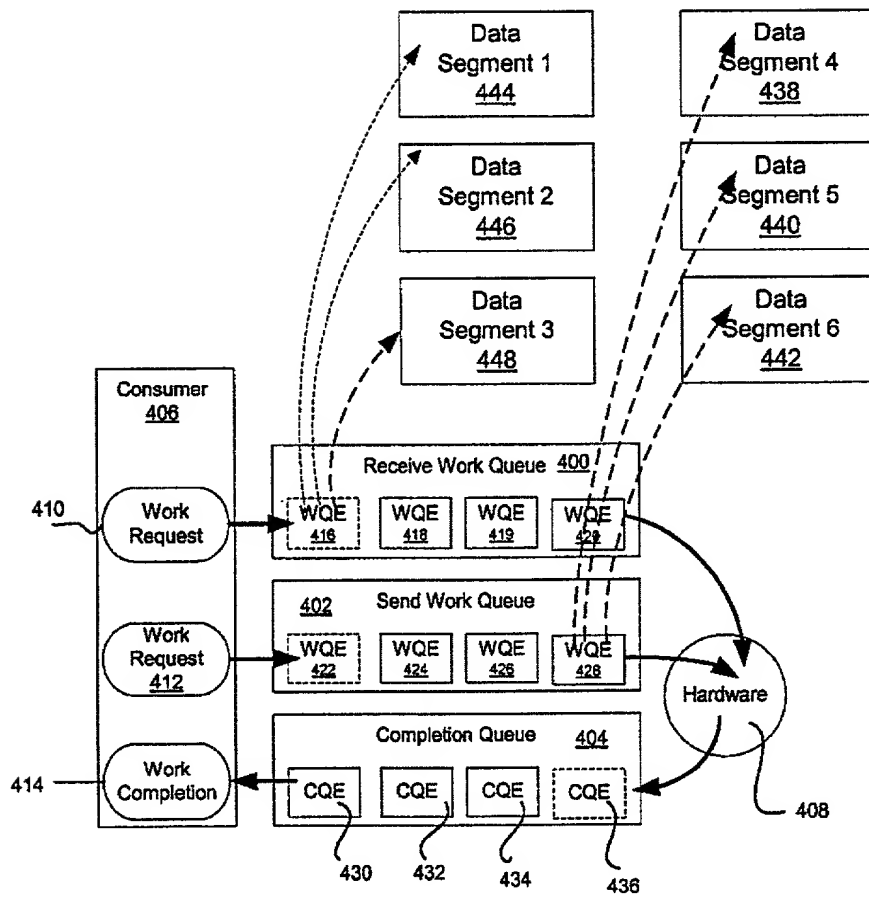 Data
Segment 1
444
Data
Segment 4
438
Data
Segment 2
446
Data
Segment 5
440
Data
Segment 3
448
Data
Segment 6
442
Consumer
406
Receive Work Queue 400
410
Work
Request
WQE
416
WQE
418
WQE
419
WQE
402
Send Work Queue
Work
Request
412
WQE
422
WQE
424
WQE
426
WQE
428
Hardware
Completion Queue
404
414
Work
Completion
CQE
CQE
CQE
CQE
408
430
432
434
436